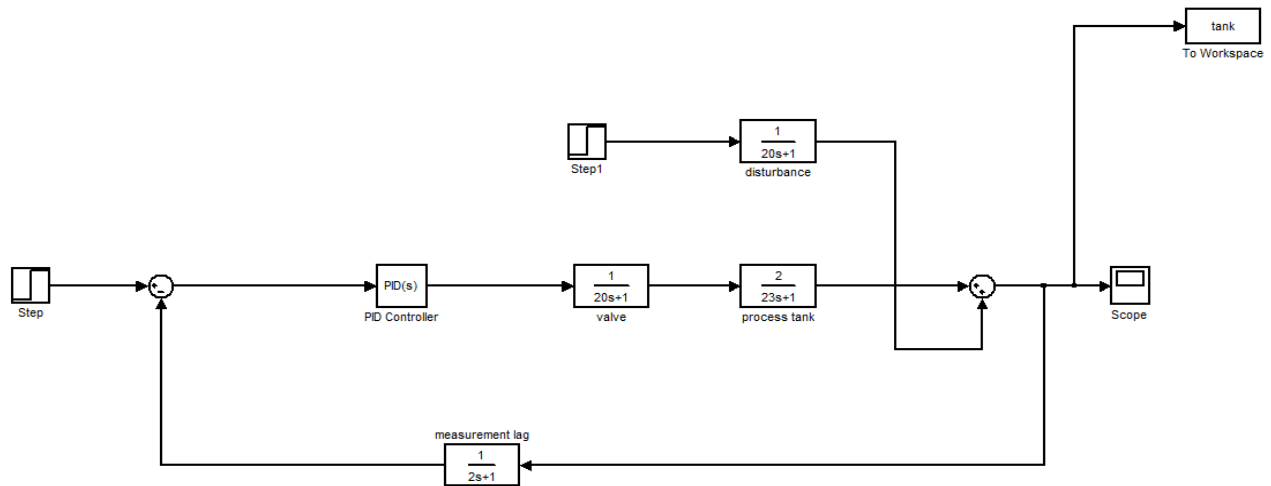 tank
To Workspace
1
20s+1
disturbance
Step1
Step
PID(s)
PID Controller
1
20s+1
valve
2
23s+1
process tank
Scope
measurement lag
1
2s+1